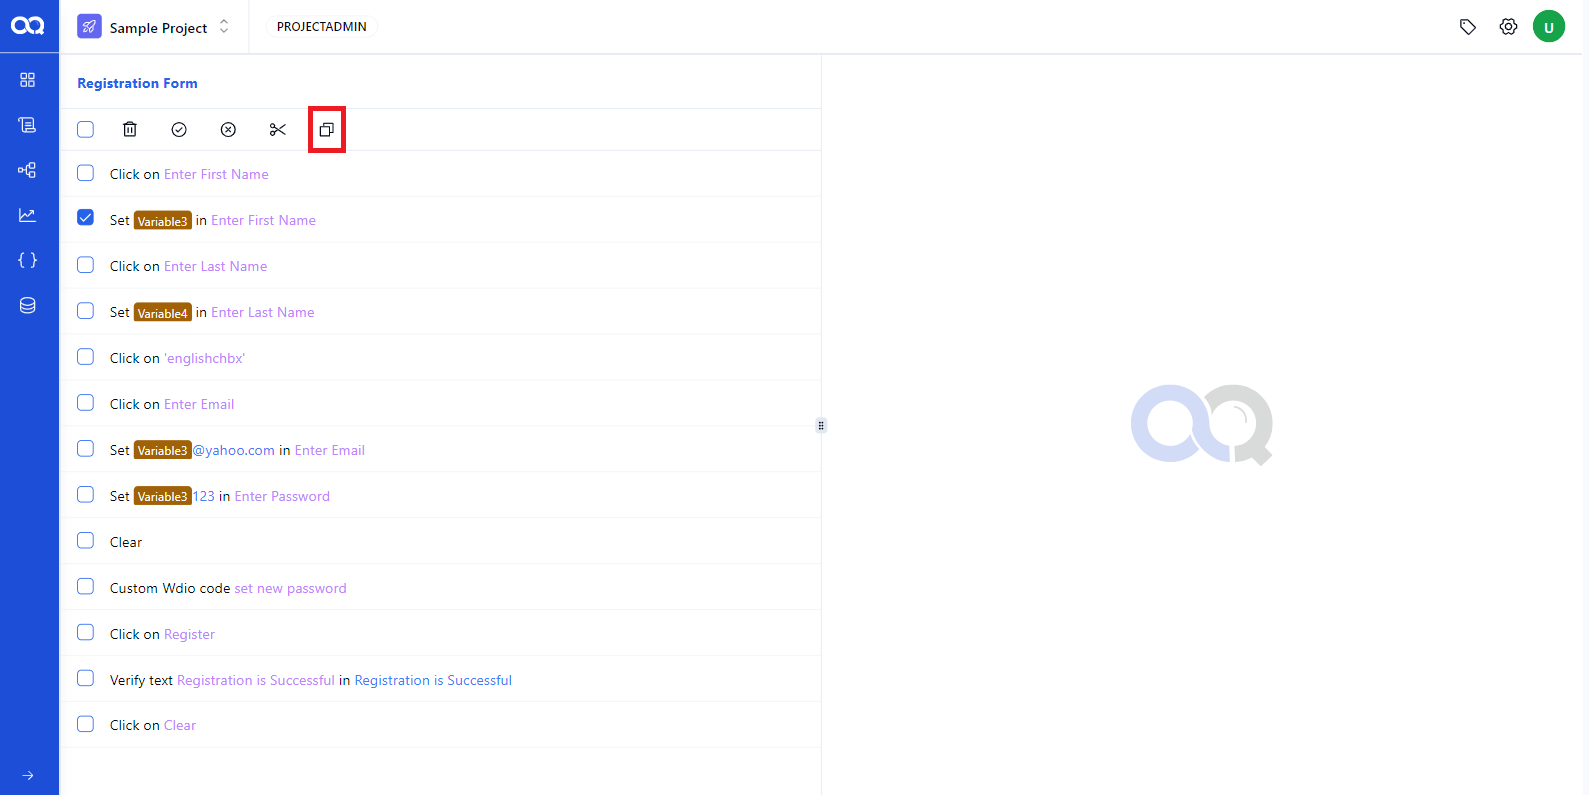 Sample Project
PROJECTADMIN
U
Registration Form
Click on Enter First Name
Set Variable3 in Enter First Name
Click on Enter Last Name
Set Variable4 in Enter Last Name
Click on 'englishchbx'
Click on Enter Email
Set Variable3@yahoo.com in Enter Email
Set Variable3123 in Enter Password
Clear
Custom Wdio code set new password
Click on Register
Verify text Registration is Successful in Registration is Successful
Click on Clear